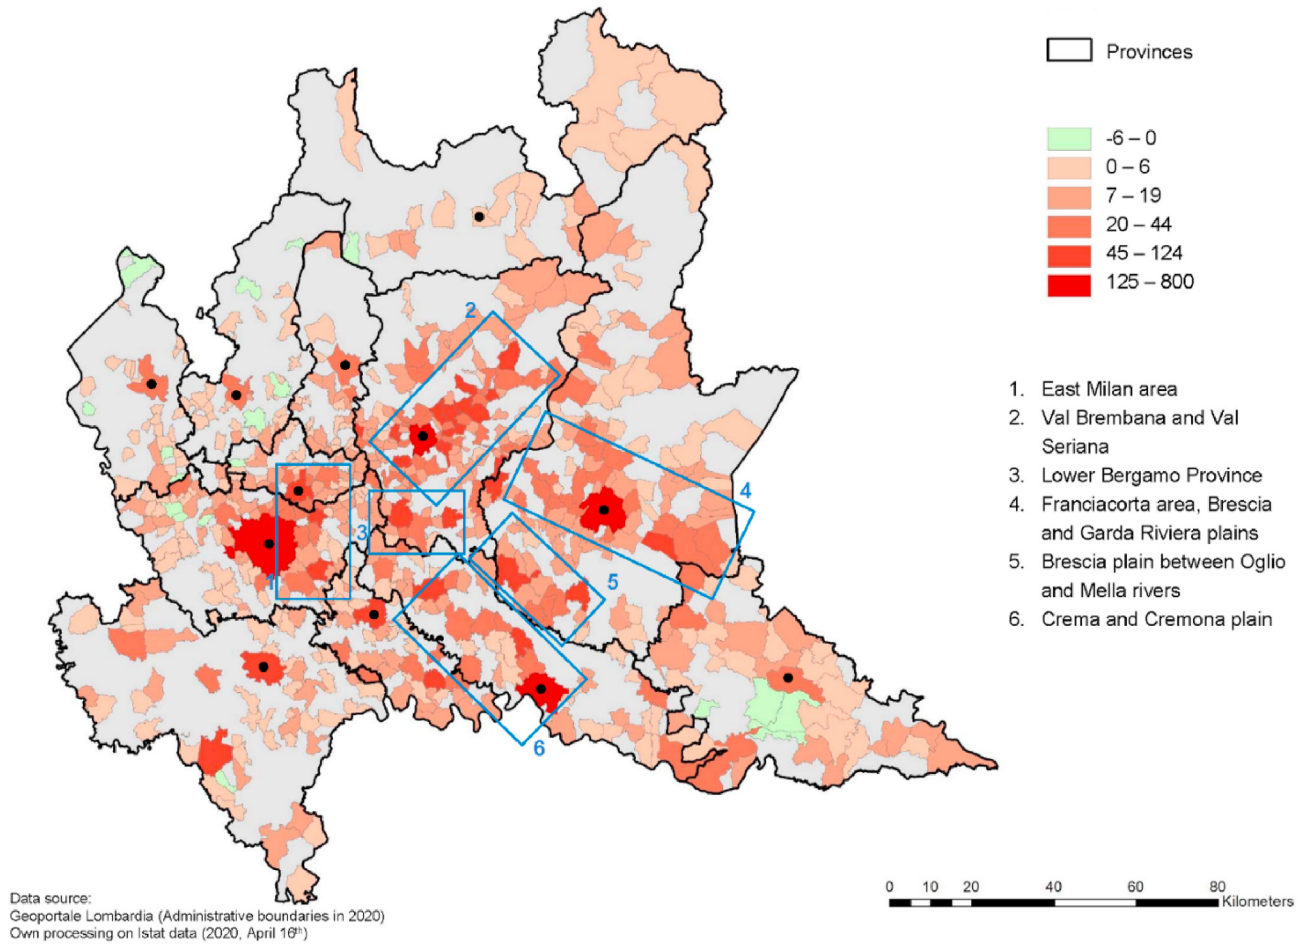 Provinces
-6 – 0
0 – 6
7 – 19
20 – 44
45 – 124
125 – 800
1. East Milan area
2. Val Brembana and Val
Seriana
3. Lower Bergamo Province
4. Franciacorta area, Brescia
and Garda Riviera plains
5. Brescia plain between Oglio
and Mella rivers
6. Crema and Cremona plain
2
4
3
1
5
6
Data source:
Geoportale Lombardia (Administrative boundaries in 2020)
Own processing on Istat data (2020, April 16th)
0 10 20 40 60 80
Kilometers